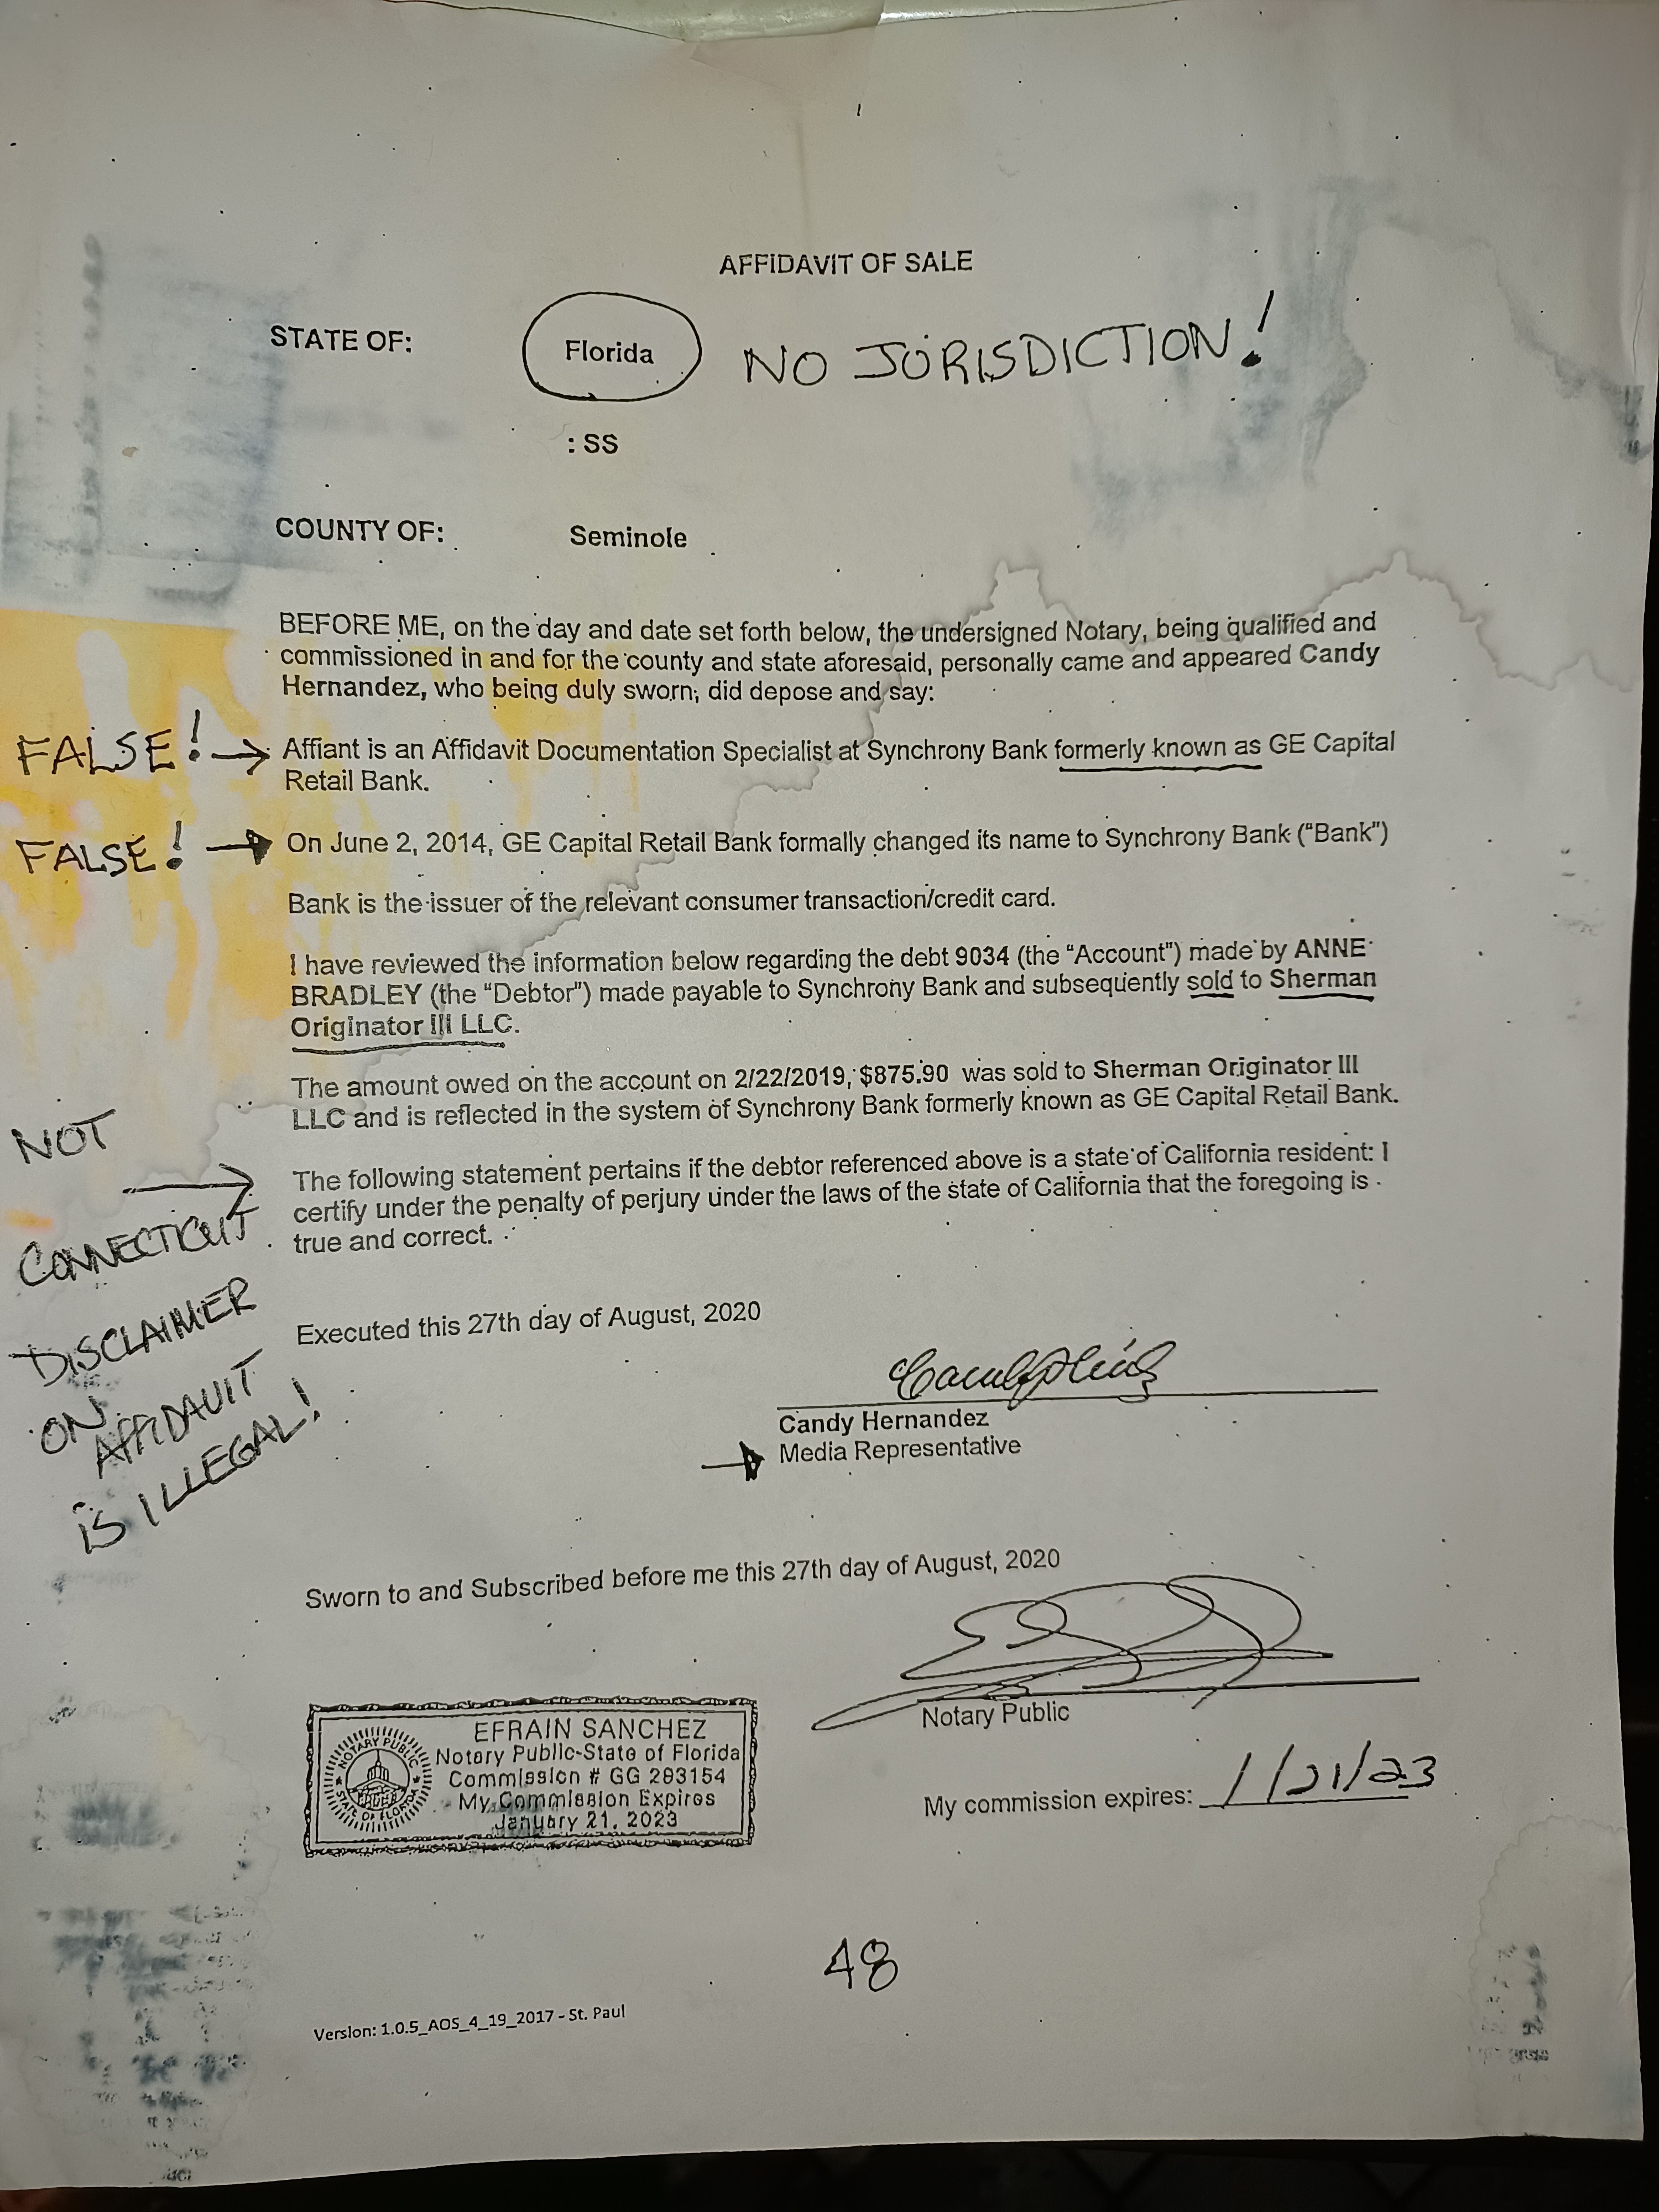 AFFIDAVIT OF SALE
STATE OF: Florida NO JURISDICTION!
: SS
COUNTY OF: Seminole
BEFORE ME, on the day and date set forth below, the undersigned Notary, being qualified and
commissioned in and for the county and state aforesaid, personally came and appeared Candy
Hernandez, who being duly sworn, did depose and say:
FALSE! → Affiant is an Affidavit Documentation Specialist at Synchrony Bank formerly known as GE Capital
Retail Bank.
FALSE! → On June 2, 2014, GE Capital Retail Bank formally changed its name to Synchrony Bank ("Bank")
Bank is the issuer of the relevant consumer transaction/credit card.
I have reviewed the information below regarding the debt 9034 (the "Account") made by ANNE
BRADLEY (the "Debtor") made payable to Synchrony Bank and subsequently sold to Sherman
Originator III LLC.
The amount owed on the account on 2/22/2019, $875.90 was sold to Sherman Originator III
LLC and is reflected in the system of Synchrony Bank formerly known as GE Capital Retail Bank.
NOT
→ The following statement pertains if the debtor referenced above is a state of California resident: I
certify under the penalty of perjury under the laws of the state of California that the foregoing is
true and correct.
CONNECTICUT
DISCLAIMER
ON
AFFIDAVIT
IS ILLEGAL!
Executed this 27th day of August, 2020
Candy Hernandez
→ Media Representative
Sworn to and Subscribed before me this 27th day of August, 2020
Notary Public
NOTARY PUBLIC
STATE OF FLORIDA
EFRAIN SANCHEZ
Notary Public-State of Florida
Commission # GG 293154
My Commission Expires
January 21, 2023
My commission expires: 1/21/23
48
Version: 1.0.5_AOS_4_19_2017 - St. Paul